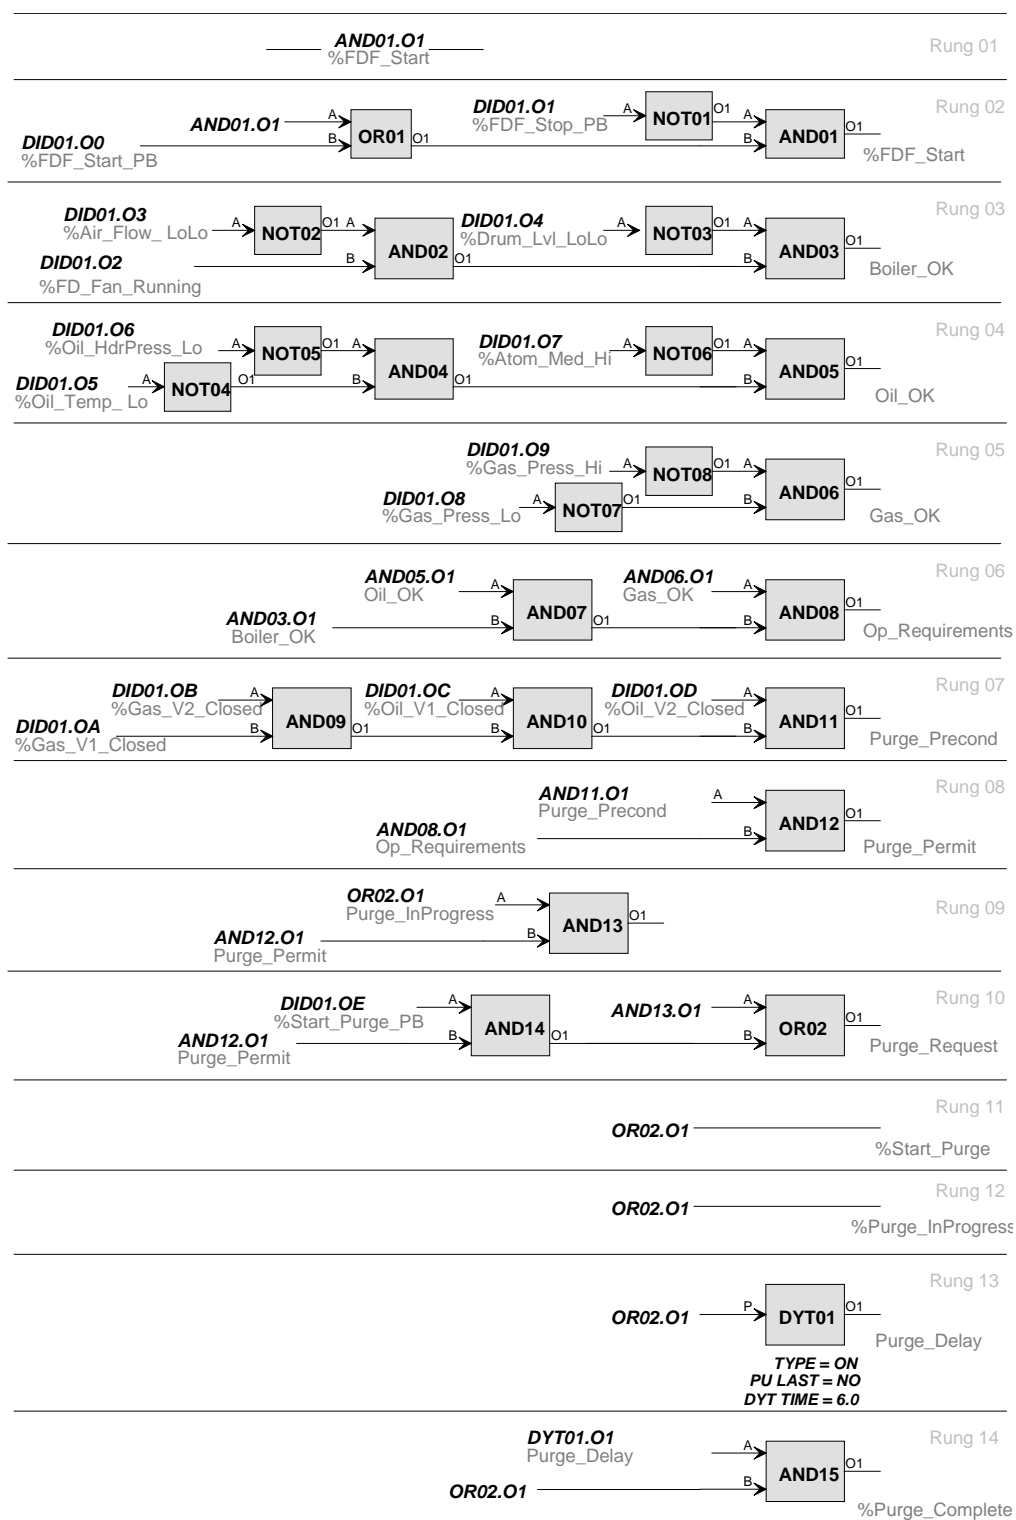 AND01.O1
%FDF_Start
Rung 01
Rung 02
AND01.O1
A
B
OR01
O1
DID01.O0
%FDF_Start_PB
DID01.O1
%FDF_Stop_PB
A
NOT01
O1
A
B
AND01
O1
%FDF_Start
Rung 03
DID01.O3
%Air_Flow_ LoLo
A
NOT02
O1
A
DID01.O2
%FD_Fan_Running
B
AND02
O1
DID01.O4
%Drum_Lvl_LoLo
A
NOT03
O1
A
B
AND03
O1
Boiler_OK
Rung 04
DID01.O6
%Oil_HdrPress_Lo
A
NOT05
O1
A
DID01.O5
%Oil_Temp_ Lo
A
NOT04
O1
B
AND04
O1
DID01.O7
%Atom_Med_Hi
A
NOT06
O1
A
B
AND05
O1
Oil_OK
Rung 05
DID01.O9
%Gas_Press_Hi
A
NOT08
O1
A
DID01.O8
%Gas_Press_Lo
A
NOT07
O1
B
AND06
O1
Gas_OK
Rung 06
AND05.O1
Oil_OK
A
AND03.O1
Boiler_OK
B
AND07
O1
AND06.O1
Gas_OK
A
B
AND08
O1
Op_Requirements
Rung 07
DID01.OB
%Gas_V2_Closed
A
DID01.OA
%Gas_V1_Closed
B
AND09
O1
DID01.OC
%Oil_V1_Closed
A
B
AND10
O1
DID01.OD
%Oil_V2_Closed
A
B
AND11
O1
Purge_Precond
Rung 08
AND11.O1
Purge_Precond
A
AND08.O1
Op_Requirements
B
AND12
O1
Purge_Permit
Rung 09
OR02.O1
Purge_InProgress
A
AND12.O1
Purge_Permit
B
AND13
O1
Rung 10
DID01.OE
%Start_Purge_PB
A
AND12.O1
Purge_Permit
B
AND14
O1
AND13.O1
A
B
OR02
O1
Purge_Request
Rung 11
OR02.O1
%Start_Purge
Rung 12
OR02.O1
%Purge_InProgress
Rung 13
OR02.O1
P
DYT01
O1
Purge_Delay
TYPE = ON
PU LAST = NO
DYT TIME = 6.0
Rung 14
DYT01.O1
Purge_Delay
A
OR02.O1
B
AND15
O1
%Purge_Complete